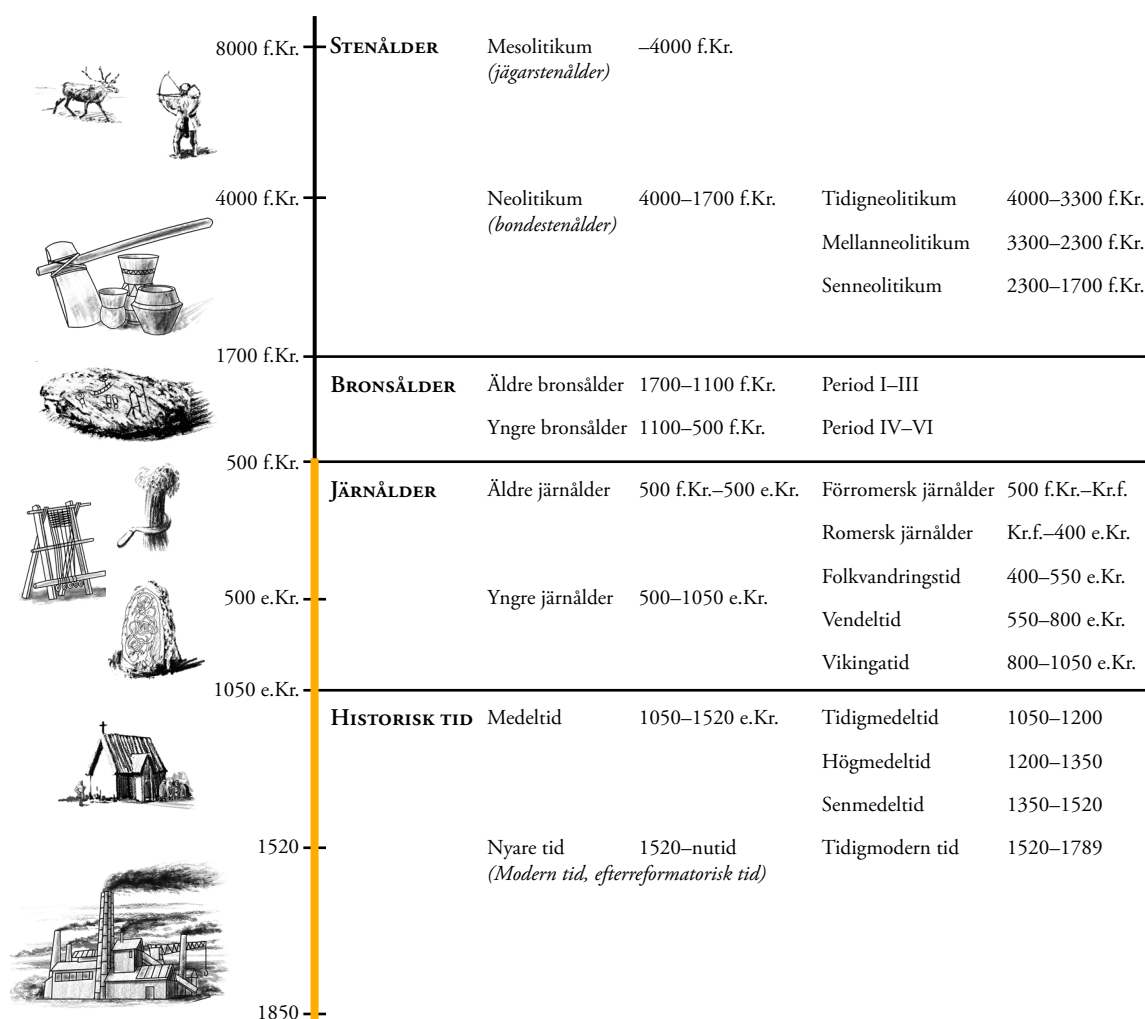 8000 f.Kr. STENÅLDER Mesolitikum –4000 f.Kr.
(jägarstenålder)
4000 f.Kr. Neolitikum 4000–1700 f.Kr. Tidigneolitikum 4000–3300 f.Kr.
(bondestenålder)
Mellanneolitikum 3300–2300 f.Kr.
Senneolitikum 2300–1700 f.Kr.
1700 f.Kr.
BRONSÅLDER Äldre bronsålder 1700–1100 f.Kr. Period I–III
Yngre bronsålder 1100–500 f.Kr. Period IV–VI
500 f.Kr.
JÄRNÅLDER Äldre järnålder 500 f.Kr.–500 e.Kr. Förromersk järnålder 500 f.Kr.–Kr.f.
Romersk järnålder Kr.f.–400 e.Kr.
Folkvandringstid 400–550 e.Kr.
500 e.Kr. Yngre järnålder 500–1050 e.Kr.
Vendeltid 550–800 e.Kr.
Vikingatid 800–1050 e.Kr.
1050 e.Kr.
HISTORISK TID Medeltid 1050–1520 e.Kr. Tidigmedeltid 1050–1200
Högmedeltid 1200–1350
Senmedeltid 1350–1520
1520 Nyare tid 1520–nutid Tidigmodern tid 1520–1789
(Modern tid, efterreformatorisk tid)
1850